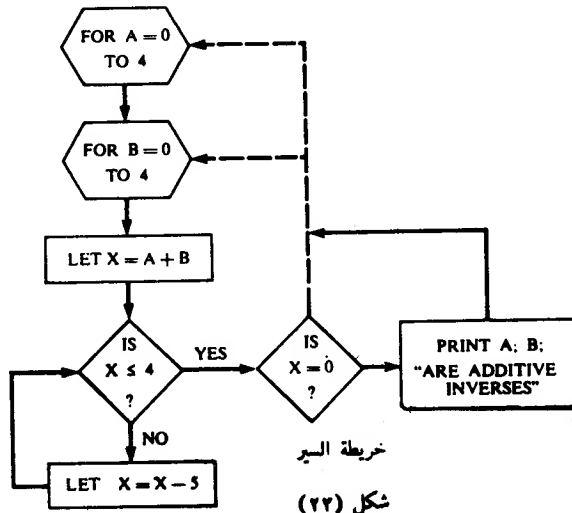 FOR A = 0
TO 4
FOR B = 0
TO 4
LET X = A + B
IS
X ≤ 4
?
YES
NO
LET X = X – 5
IS
X = 0
?
PRINT A; B;
"ARE ADDITIVE
INVERSES"
خريطة السير
شكل (٢٢)